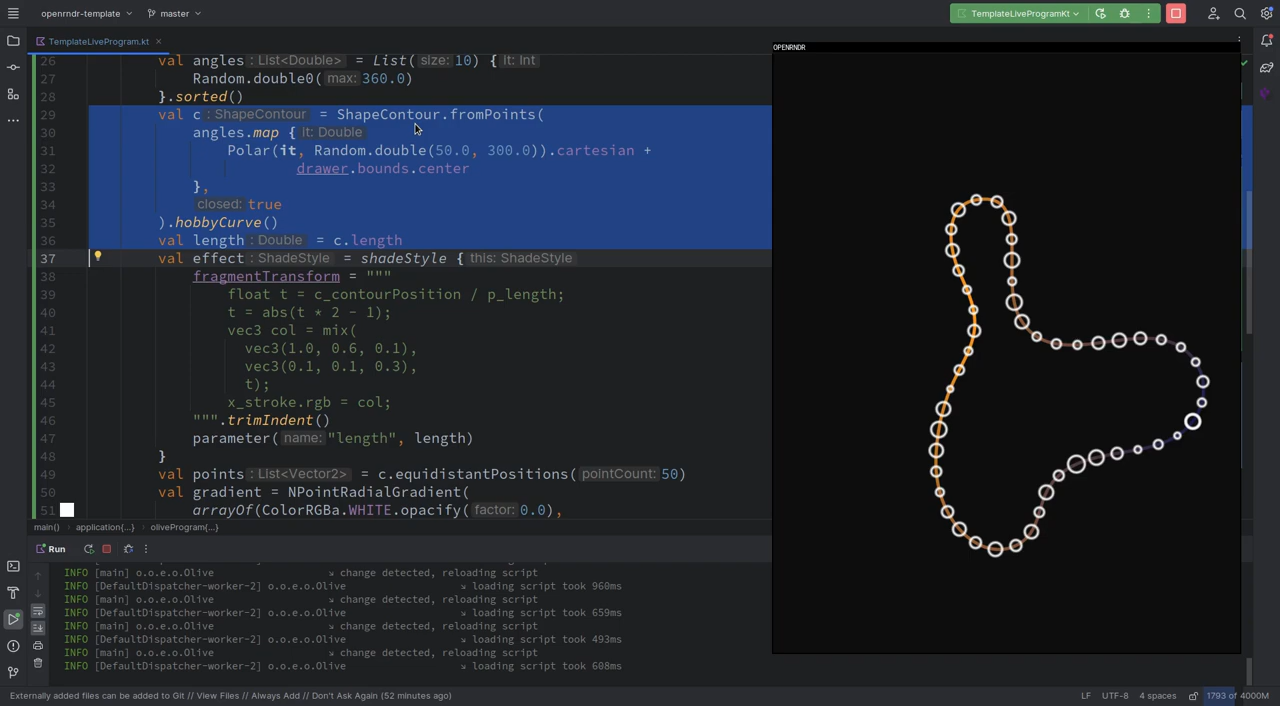 openrndr-template
master
TemplateLiveProgramKt
TemplateLiveProgram.kt
26 val angles : List<Double> = List( size: 10) { it: Int
27 Random.double0( max: 360.0)
28 }.sorted()
29 val c : ShapeContour = ShapeContour.fromPoints(
30 angles.map { it: Double
31 Polar(it, Random.double(50.0, 300.0)).cartesian +
32 drawer.bounds.center
33 },
34 closed: true
35 ).hobbyCurve()
36 val length : Double = c.length
37 val effect : ShadeStyle = shadeStyle { this: ShadeStyle
38 fragmentTransform = """
39 float t = c_contourPosition / p_length;
40 t = abs(t * 2 - 1);
41 vec3 col = mix(
42 vec3(1.0, 0.6, 0.1),
43 vec3(0.1, 0.1, 0.3),
44 t);
45 x_stroke.rgb = col;
46 """.trimIndent()
47 parameter( name: "length", length)
48 }
49 val points : List<Vector2> = c.equidistantPositions( pointCount: 50)
50 val gradient = NPointRadialGradient(
51 arrayOf(ColorRGBa.WHITE.opacify( factor: 0.0),
OPENRNDR
main() application{...} oliveProgram{...}
Run
INFO [main] o.o.e.o.Olive ↘ change detected, reloading script
INFO [DefaultDispatcher-worker-2] o.o.e.o.Olive ↘ loading script took 960ms
INFO [main] o.o.e.o.Olive ↘ change detected, reloading script
INFO [DefaultDispatcher-worker-2] o.o.e.o.Olive ↘ loading script took 659ms
INFO [DefaultDispatcher-worker-2] o.o.e.o.Olive ↘ loading script took 493ms
INFO [main] o.o.e.o.Olive ↘ change detected, reloading script
INFO [DefaultDispatcher-worker-2] o.o.e.o.Olive ↘ loading script took 608ms
Externally added files can be added to Git // View Files // Always Add // Don't Ask Again (52 minutes ago)
LF UTF-8 4 spaces 1793 of 4000M